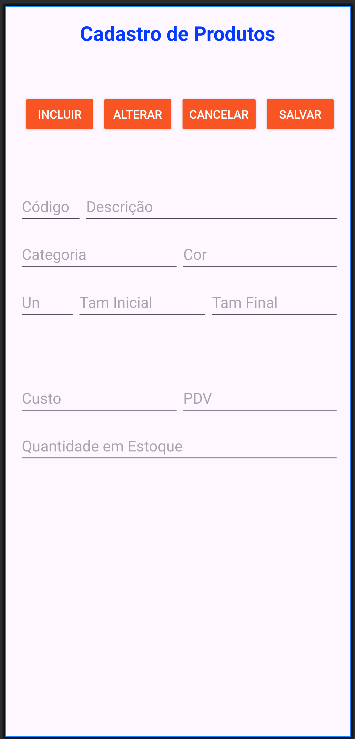 Cadastro de Produtos
INCLUIR ALTERAR CANCELAR SALVAR
Código Descrição
Categoria Cor
Un Tam Inicial Tam Final
Custo PDV
Quantidade em Estoque